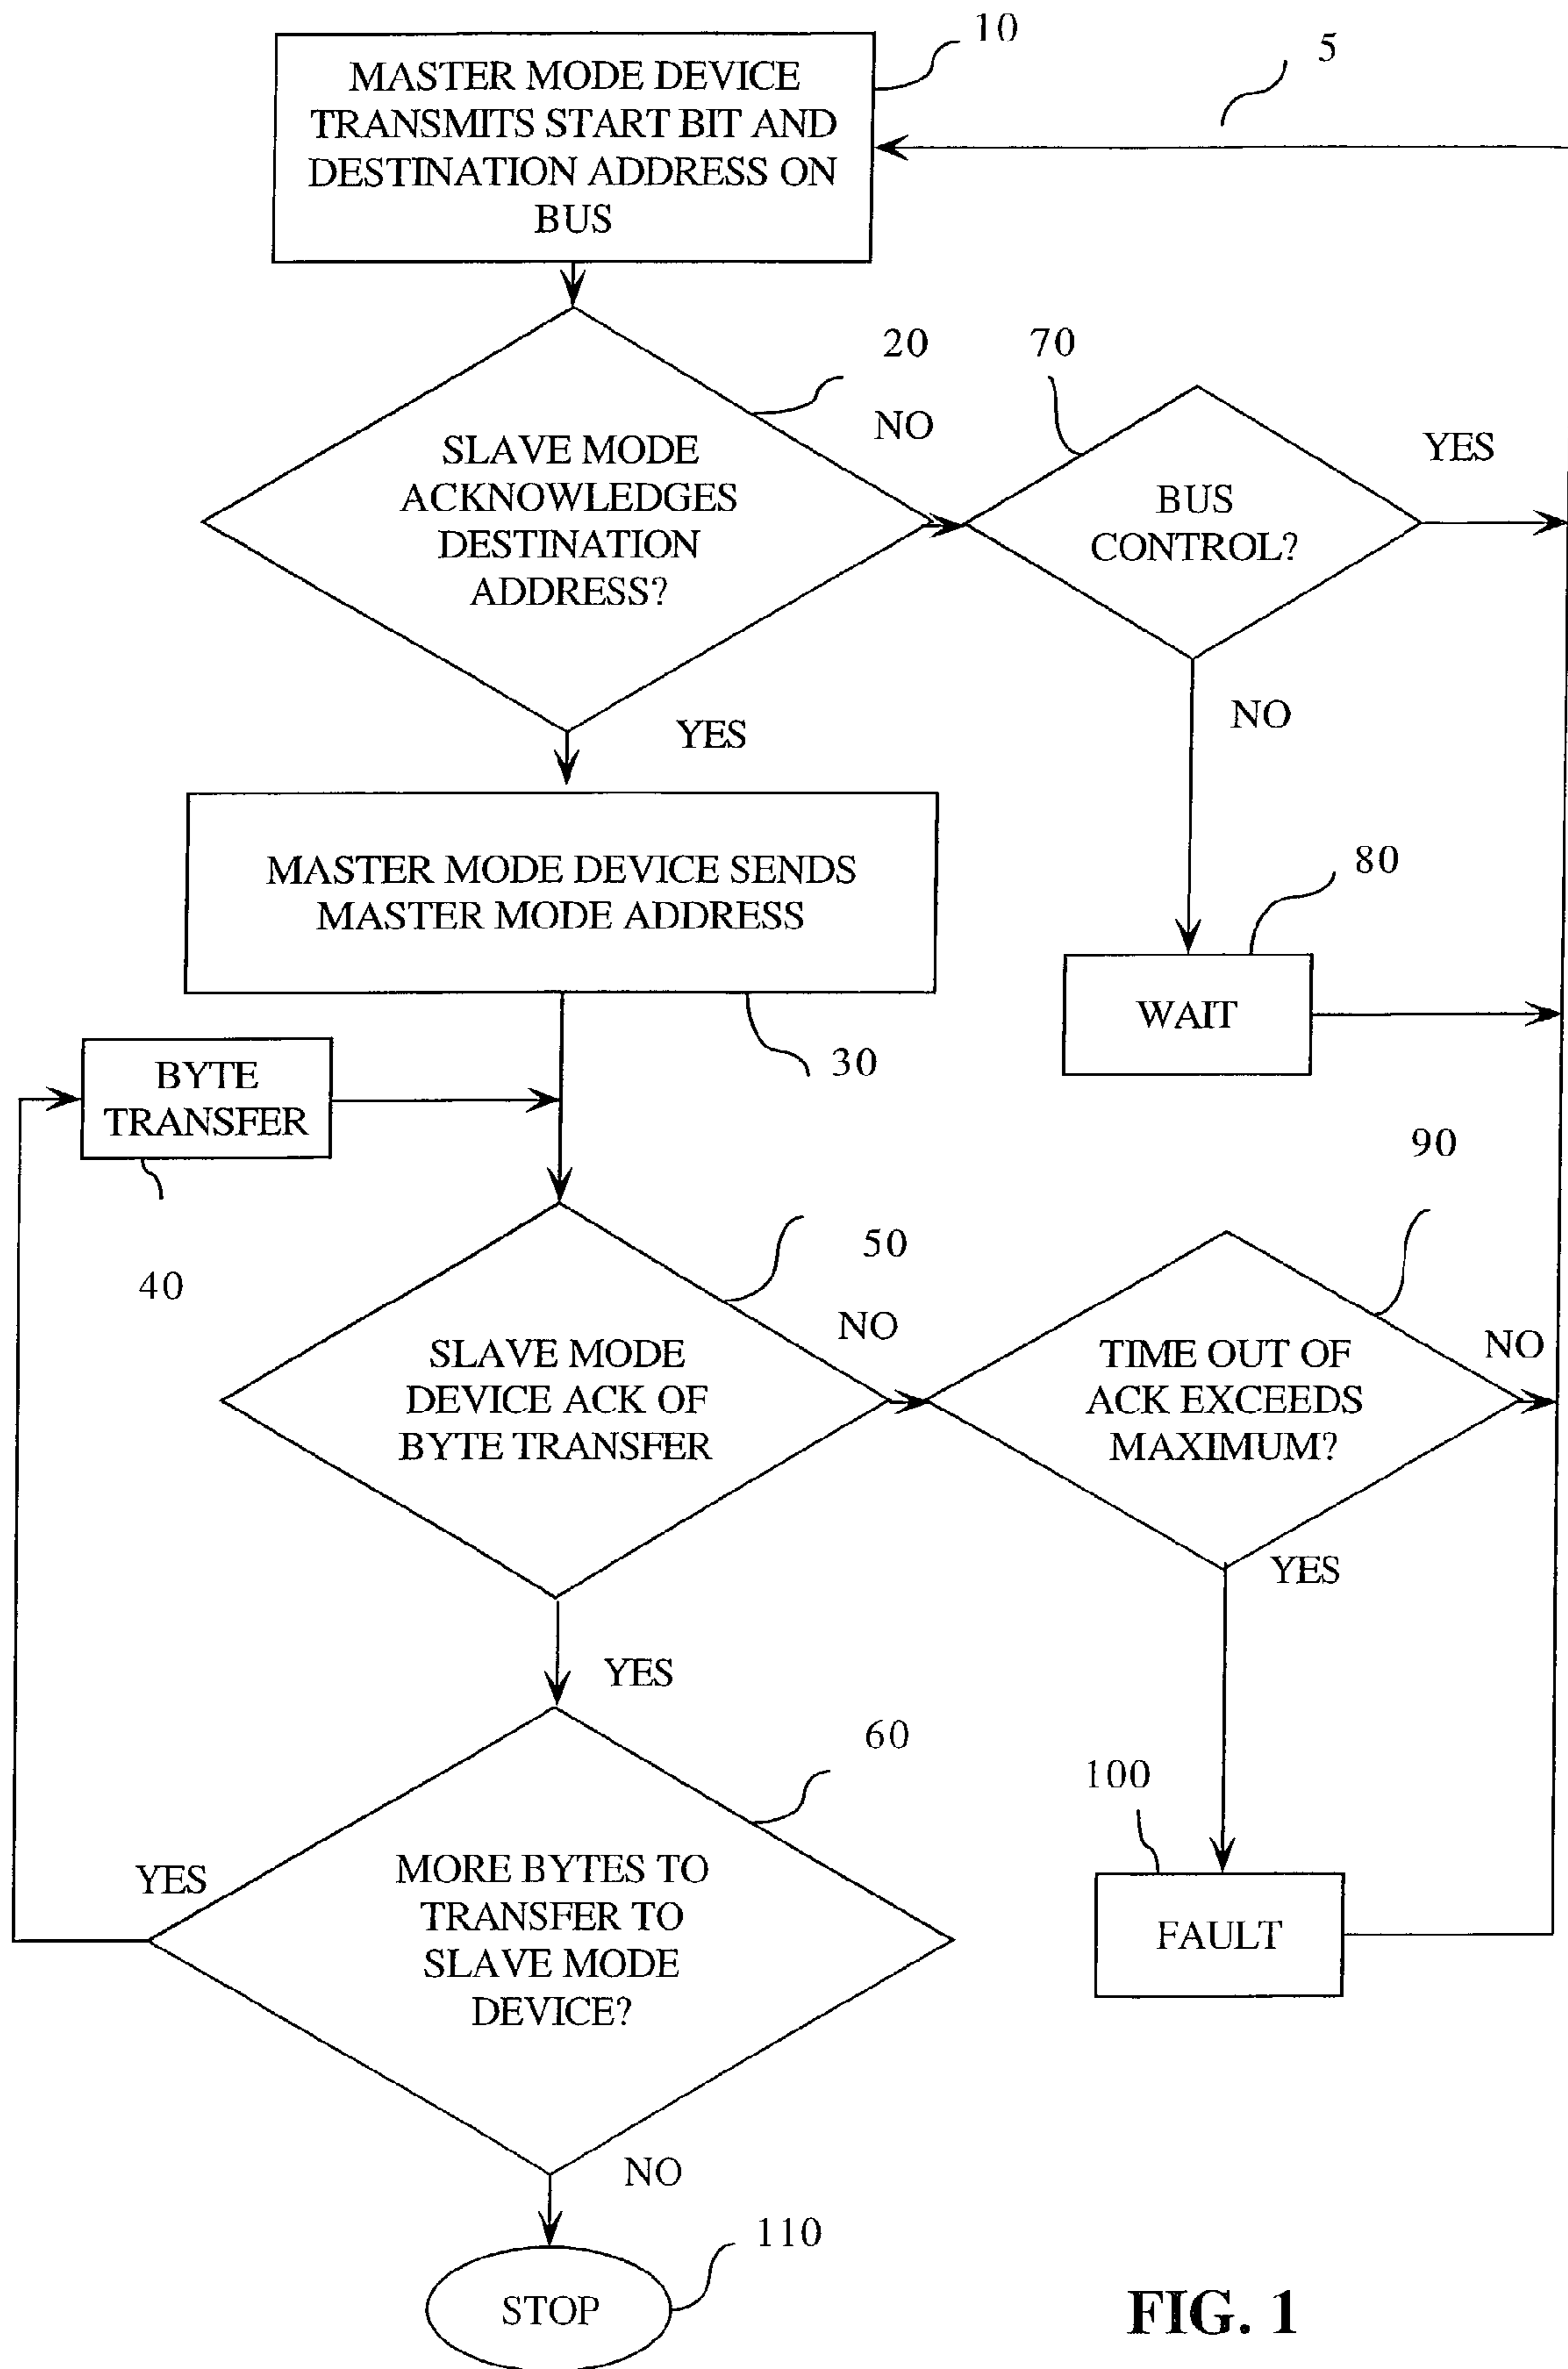 10
5
MASTER MODE DEVICE
TRANSMITS START BIT AND
DESTINATION ADDRESS ON
BUS
20
70
NO
YES
SLAVE MODE
ACKNOWLEDGES
DESTINATION
ADDRESS?
BUS
CONTROL?
YES
NO
MASTER MODE DEVICE SENDS
MASTER MODE ADDRESS
80
WAIT
30
BYTE
TRANSFER
40
90
50
NO
NO
SLAVE MODE
DEVICE ACK OF
BYTE TRANSFER
TIME OUT OF
ACK EXCEEDS
MAXIMUM?
YES
YES
60
100
YES
MORE BYTES TO
TRANSFER TO
SLAVE MODE
DEVICE?
FAULT
NO
110
STOP
FIG. 1